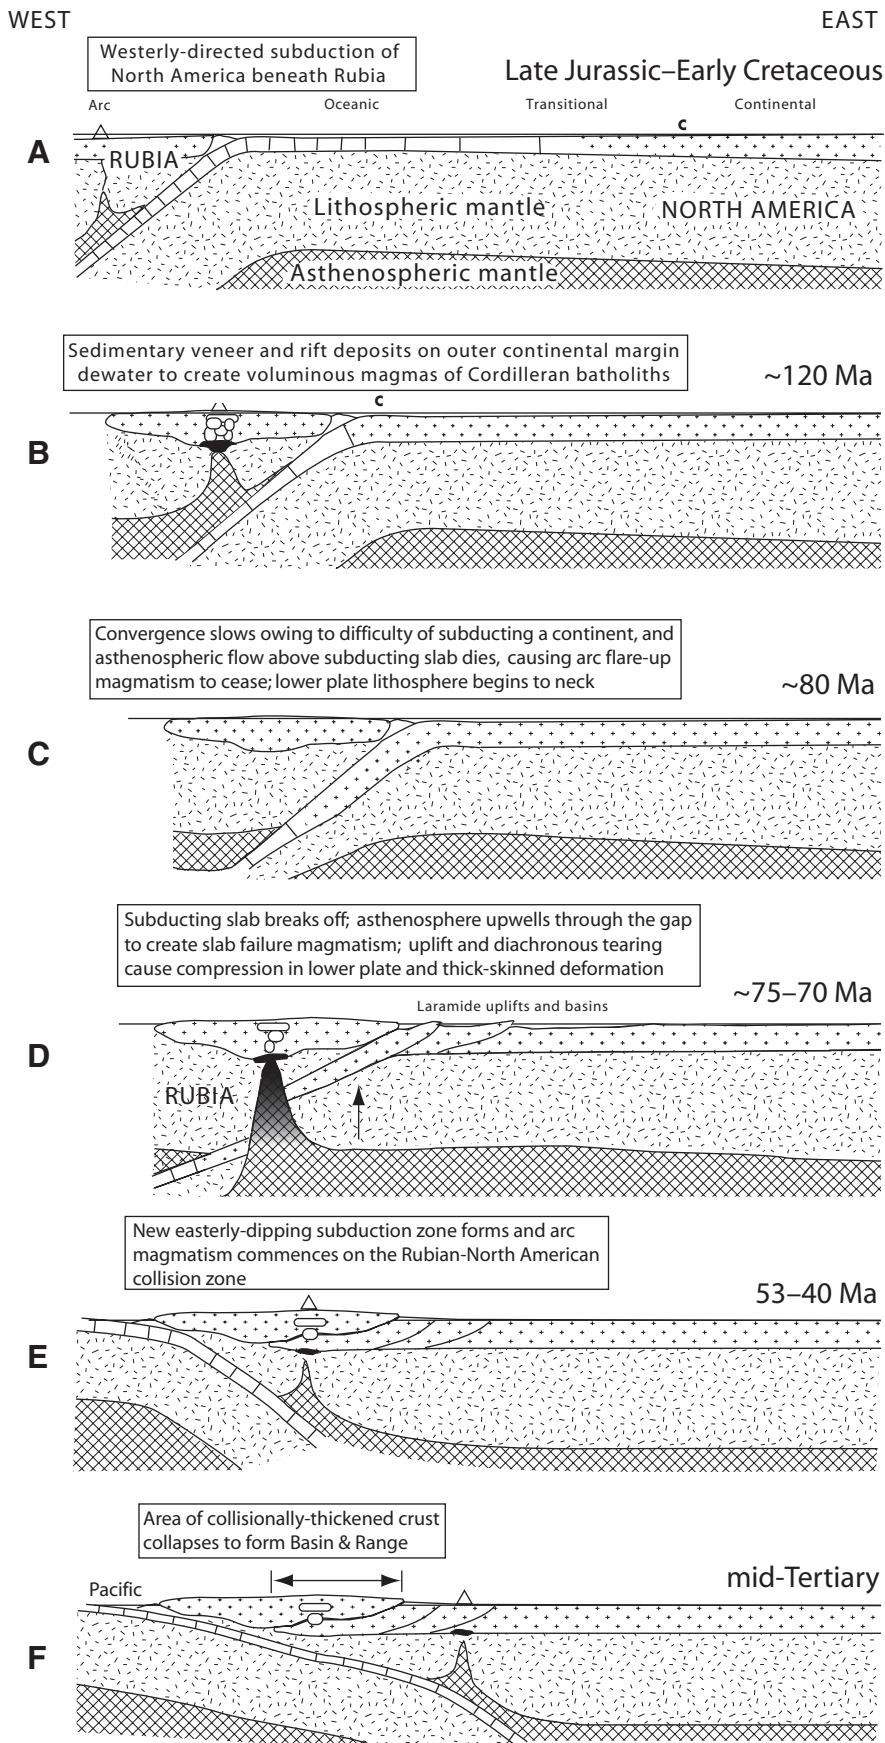 WEST
EAST
Westerly-directed subduction of
North America beneath Rubia
Late Jurassic–Early Cretaceous
Arc
Oceanic
Transitional
Continental
c
A
RUBIA
Lithospheric mantle
NORTH AMERICA
Asthenospheric mantle
Sedimentary veneer and rift deposits on outer continental margin
dewater to create voluminous magmas of Cordilleran batholiths
~120 Ma
c
B
Convergence slows owing to difficulty of subducting a continent, and
asthenospheric flow above subducting slab dies, causing arc flare-up
magmatism to cease; lower plate lithosphere begins to neck
~80 Ma
C
Subducting slab breaks off; asthenosphere upwells through the gap
to create slab failure magmatism; uplift and diachronous tearing
cause compression in lower plate and thick-skinned deformation
~75–70 Ma
Laramide uplifts and basins
D
RUBIA
New easterly-dipping subduction zone forms and arc
magmatism commences on the Rubian-North American
collision zone
53–40 Ma
E
Area of collisionally-thickened crust
collapses to form Basin & Range
mid-Tertiary
Pacific
F